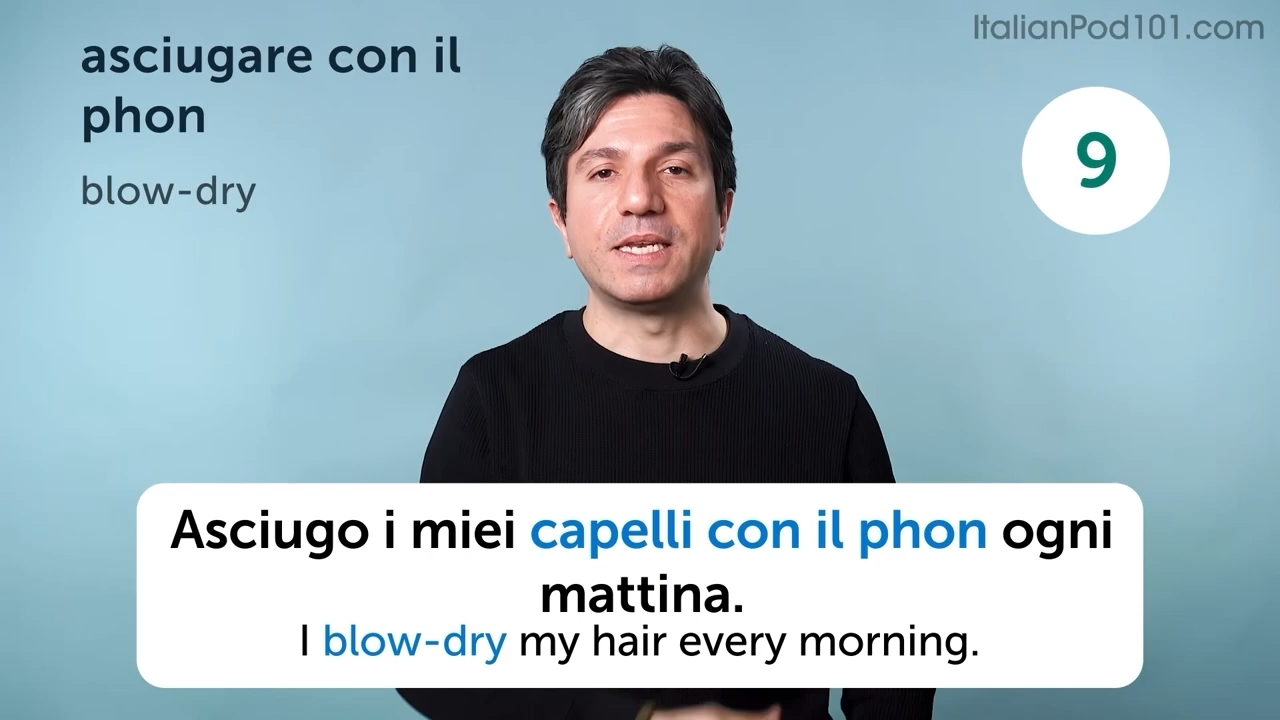 asciugare con il
phon
blow-dry
ItalianPod101.com
9
Asciugo i miei capelli con il phon ogni
mattina.
I blow-dry my hair every morning.